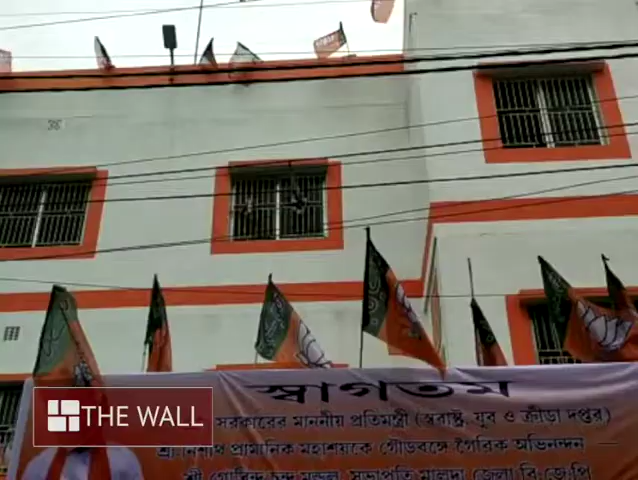 স্বাগতম
THE WALL
সরকারের মাননীয় প্রতিমন্ত্রী (স্বরাষ্ট্র, যুব ও ক্রীড়া দপ্তর)
শ্রী নিশীথ প্রামানিক মহাশয়কে গৌড়বঙ্গে গৈরিক অভিনন্দন
শ্রী গোবিন্দ চন্দ্র মন্ডল, সভাপতি মালদা জেলা বি.জে.পি